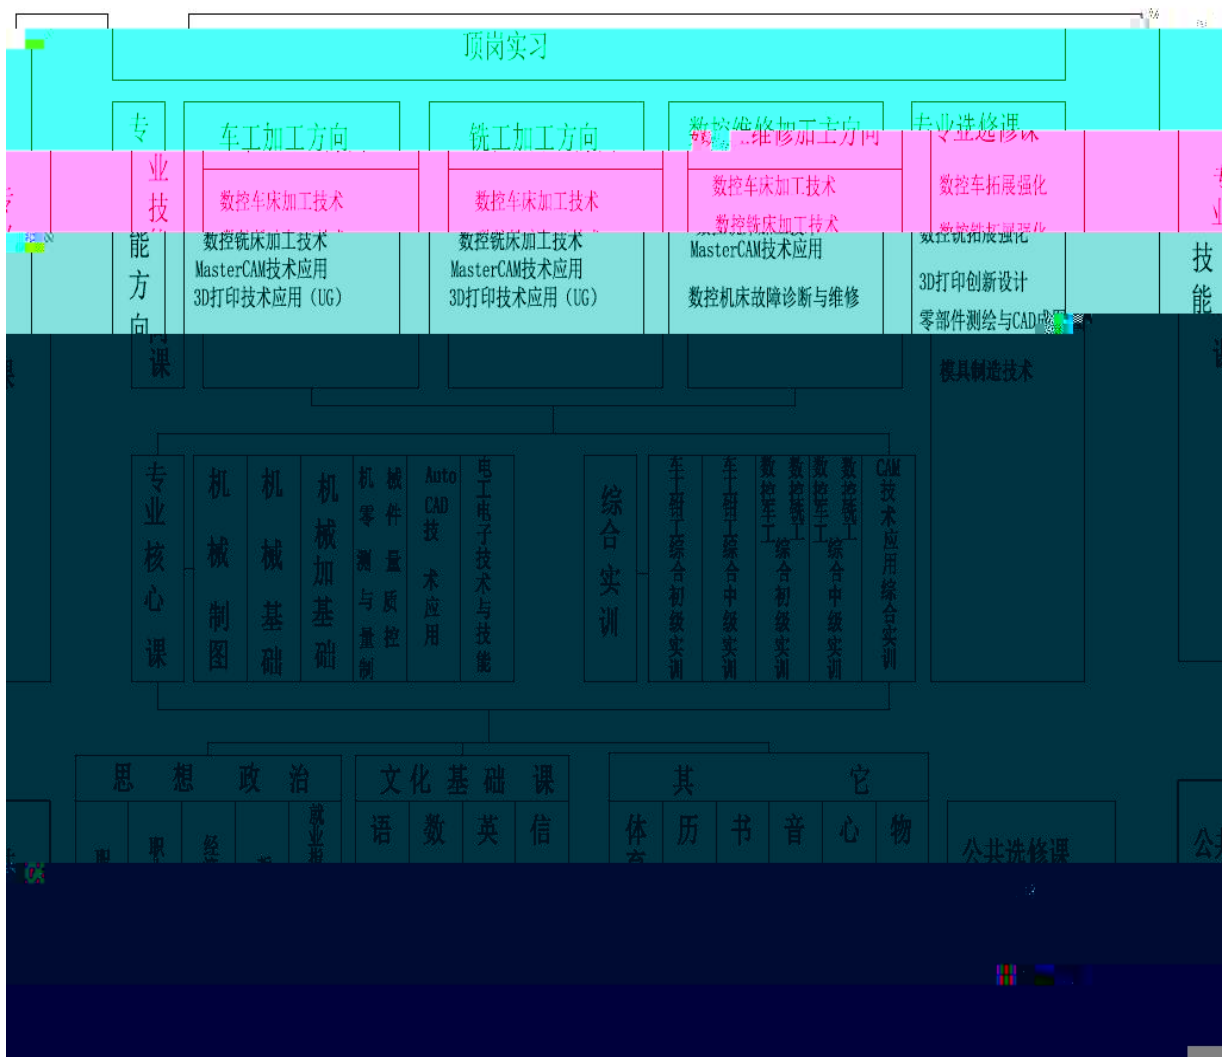 顶岗实习
专业技能方向课
车工加工方向
数控车床加工技术
数控铣床加工技术
MasterCAM技术应用
3D打印技术应用（UG）
铣工加工方向
数控车床加工技术
数控铣床加工技术
MasterCAM技术应用
3D打印技术应用（UG）
数控维修加工方向
数控车床加工技术
数控铣床加工技术
MasterCAM技术应用
数控机床故障诊断与维修
专业选修课
数控车拓展强化
数控铣拓展强化
3D打印创新设计
零部件测绘与CAD成图
模具制造技术
专业核心课
机械制图
机械基础
机械加基础
机械零件测量与质量控制
AutoCAD技术应用
电工电子技术与技能
综合实训
车工钳工综合初级实训
车工钳工综合中级实训
数控车工数控铣工综合初级实训
数控车工数控铣工综合中级实训
CAM技术应用综合实训
思想政治
文化基础课
其它
语
数
英
信
体育
历
书
音
心
物
公共选修课